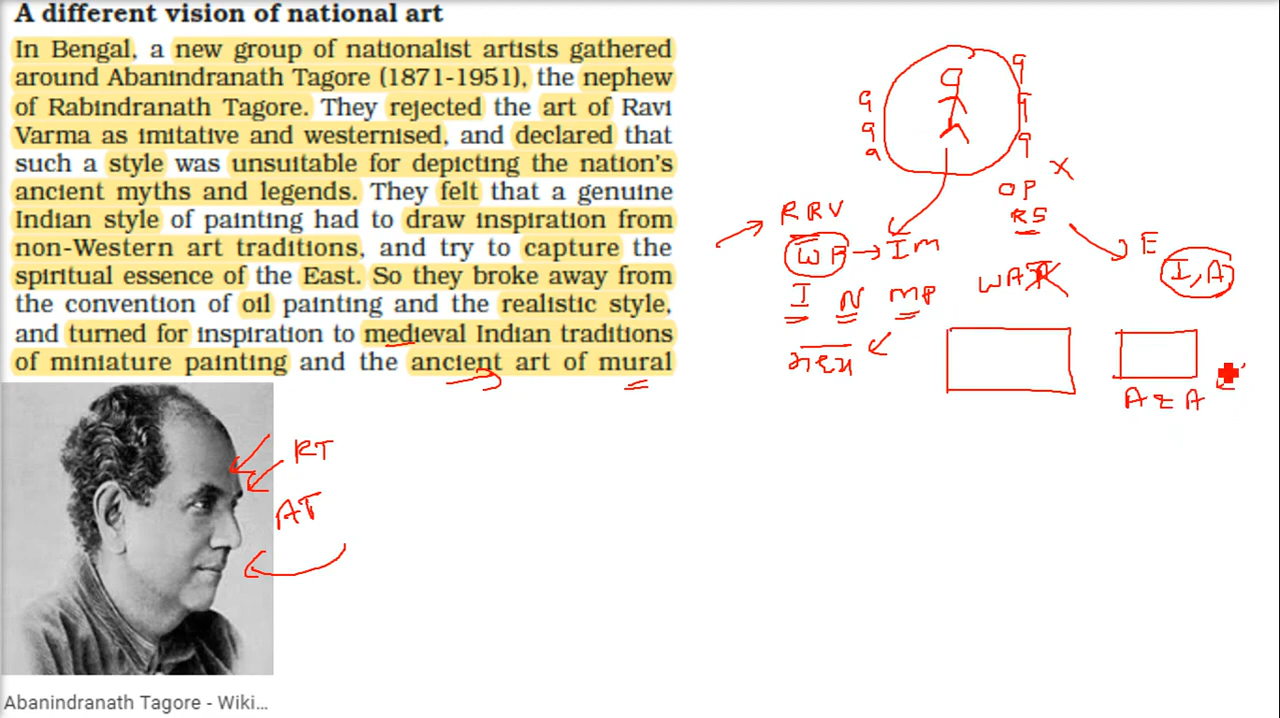 A different vision of national art
In Bengal, a new group of nationalist artists gathered
around Abanindranath Tagore (1871-1951), the nephew
of Rabindranath Tagore. They rejected the art of Ravi
Varma as imitative and westernised, and declared that
such a style was unsuitable for depicting the nation's
ancient myths and legends. They felt that a genuine
Indian style of painting had to draw inspiration from
non-Western art traditions, and try to capture the
spiritual essence of the East. So they broke away from
the convention of oil painting and the realistic style,
and turned for inspiration to medieval Indian traditions
of miniature painting and the ancient art of mural
RT
AT
Abanindranath Tagore - Wiki...
OP X
RRV
RS
WP → Im
E
I, A
I N MP
WA
A & A